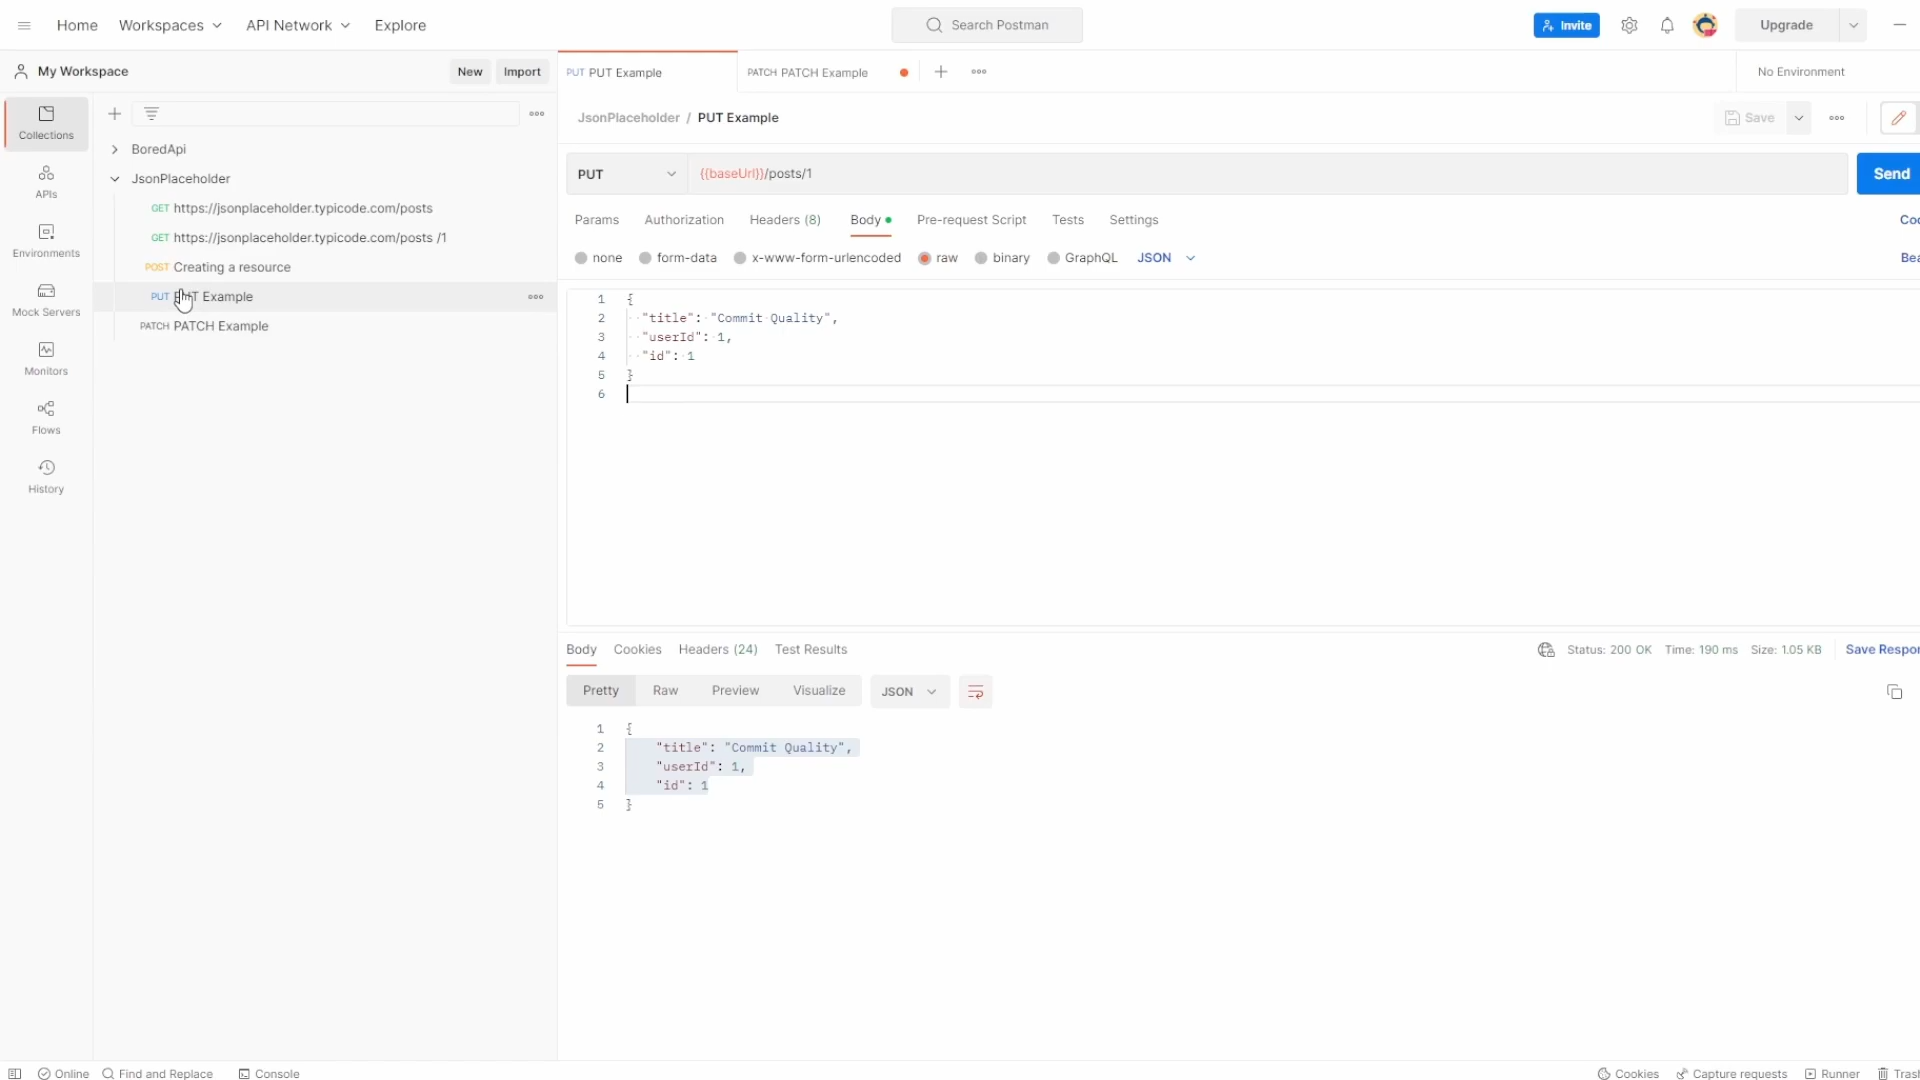 Home Workspaces API Network Explore Search Postman Invite Upgrade
My Workspace New Import PUT PUT Example PATCH PATCH Example No Environment
Collections
APIs
Environments
Mock Servers
Monitors
Flows
History
BoredApi
JsonPlaceholder
GET https://jsonplaceholder.typicode.com/posts
GET https://jsonplaceholder.typicode.com/posts /1
POST Creating a resource
PUT Example
PATCH PATCH Example
JsonPlaceholder / PUT Example Save
PUT {{baseUrl}}/posts/1 Send
Params Authorization Headers (8) Body Pre-request Script Tests Settings Coo
none form-data x-www-form-urlencoded raw binary GraphQL JSON Bea
1 {
2 "title": "Commit Quality",
3 "userId": 1,
4 "id": 1
5 }
6
Body Cookies Headers (24) Test Results Status: 200 OK Time: 190 ms Size: 1.05 KB Save Respon
Pretty Raw Preview Visualize JSON
1 {
2 "title": "Commit Quality",
3 "userId": 1,
4 "id": 1
5 }
Online Find and Replace Console Cookies Capture requests Runner Trash